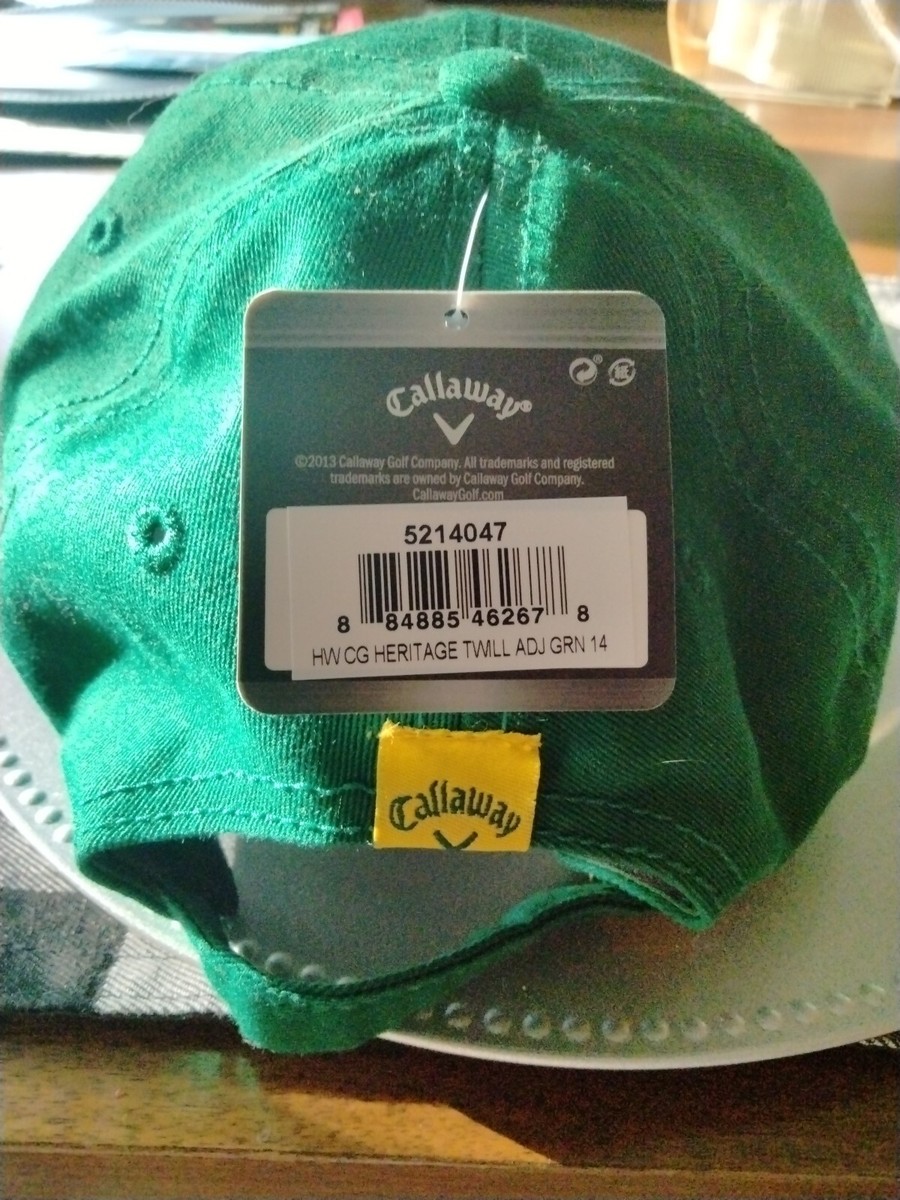 Callaway®
©2013 Callaway Golf Company. All trademarks and registered
trademarks are owned by Callaway Golf Company.
CallawayGolf.com
5214047
8 84885 46267 8
HW CG HERITAGE TWILL ADJ GRN 14
Callaway